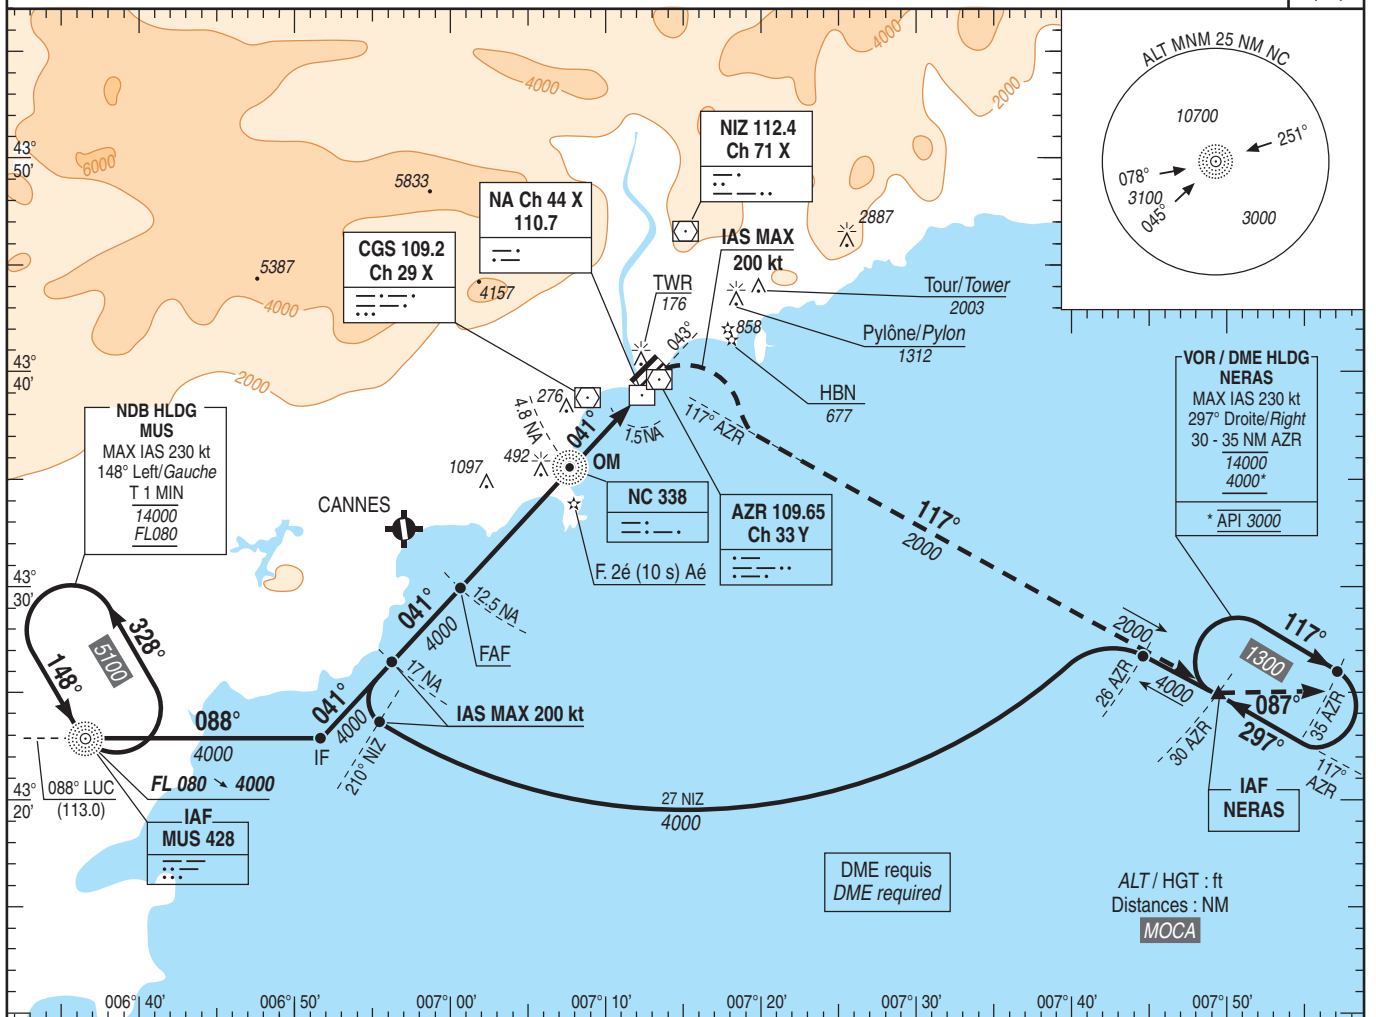 ALT MNM 25 NM NC
10700
251°
078°
3100
045°
3000
4000
4000
2000
6000
5833
5387
4157
4000
2000
2887
43°
50'
43°
40'
43°
30'
43°
20'
NIZ 112.4
Ch 71 X
NA Ch 44 X
110.7
CGS 109.2
Ch 29 X
IAS MAX
200 kt
TWR
176
043°
858
Tour/Tower
2003
Pylône/Pylon
1312
HBN
677
VOR / DME HLDG
NERAS
MAX IAS 230 kt
297° Droite/Right
30 - 35 NM AZR
14000
4000*
* API 3000
NDB HLDG
MUS
MAX IAS 230 kt
148° Left/Gauche
T 1 MIN
14000
FL080
276
4.8 NA
041°
1.5 NA
117° AZR
492
1097
OM
CANNES
NC 338
AZR 109.65
Ch 33 Y
F. 2é (10 s) Aé
117°
2000
12.5 NA
041°
4000
FAF
17 NA
IAS MAX 200 kt
041°
4000
210° NIZ
IF
328°
5100
148°
088°
4000
088° LUC
(113.0)
FL 080 ➘ 4000
IAF
MUS 428
27 NIZ
4000
2000
26 AZR
4000
1300
117°
087°
35 AZR
30 AZR
297°
117°
AZR
IAF
NERAS
DME requis
DME required
ALT / HGT : ft
Distances : NM
MOCA
006° 40'
006° 50'
007° 00'
007° 10'
007° 20'
007° 30'
007° 40'
007° 50'